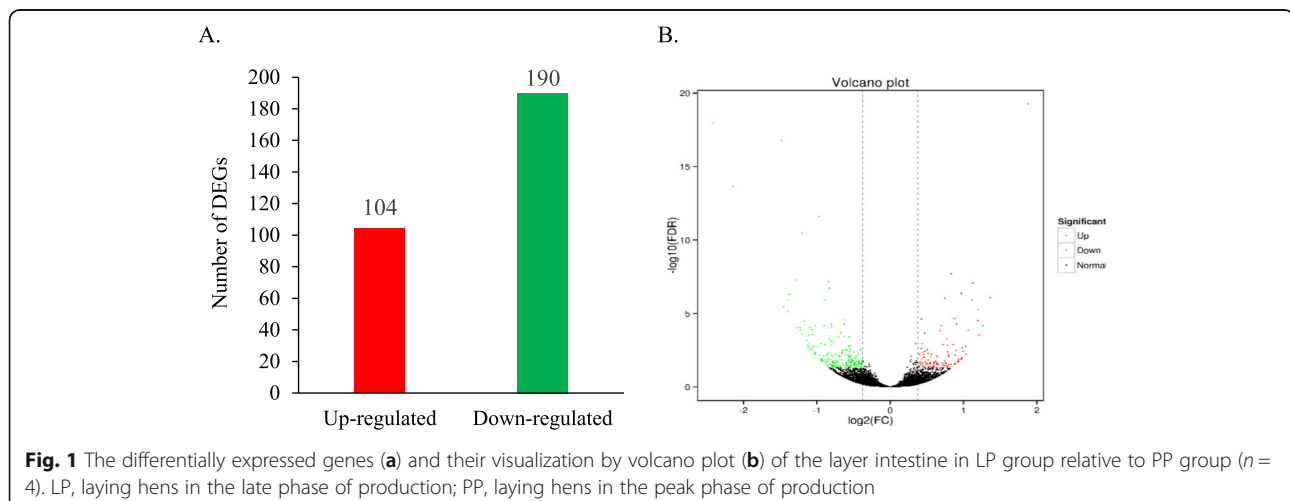 A.
200
180
160
140
120
100
80
60
40
20
0
Number of DEGs
104
190
Up-regulated
Down-regulated
B.
Volcano plot
20
15
10
5
0
-log10(FDR)
-2
-1
0
1
2
log2(FC)
Significant
Up
Down
Normal
Fig. 1 The differentially expressed genes (a) and their visualization by volcano plot (b) of the layer intestine in LP group relative to PP group (n =
4). LP, laying hens in the late phase of production; PP, laying hens in the peak phase of production